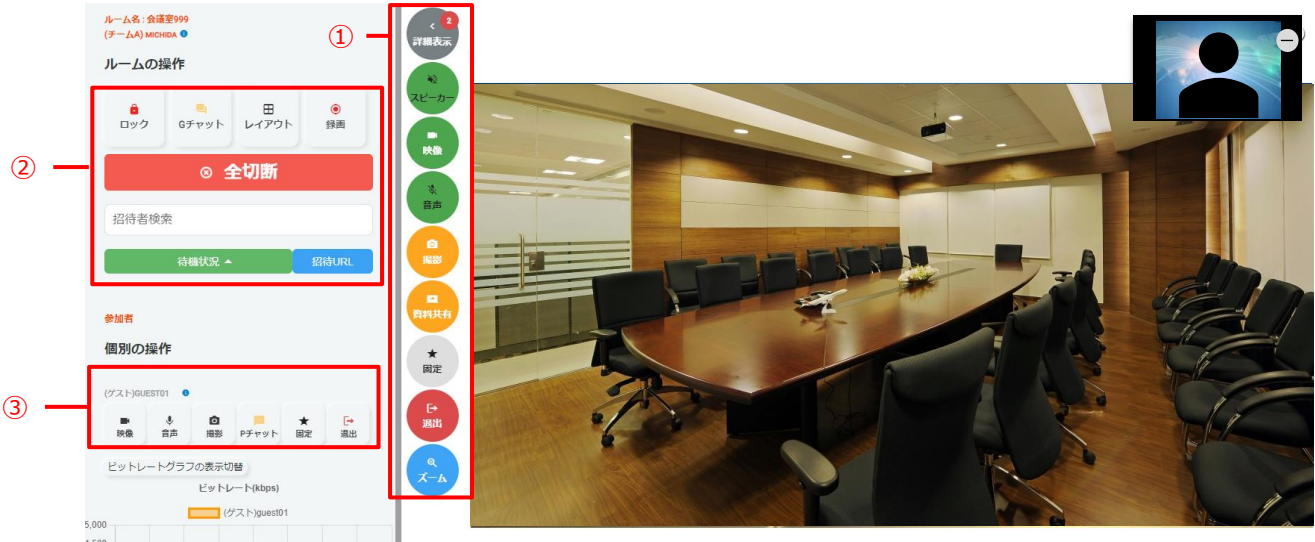 ルーム名 : 会議室999
(チームA) MICHIDA
ルームの操作
ロック
Gチャット
レイアウト
録画
全切断
招待者検索
待機状況
招待URL
参加者
個別の操作
(ゲスト)GUEST01
映像
音声
撮影
Pチャット
固定
退出
ビットレートグラフの表示切替
ビットレート(kbps)
(ゲスト)guest01
5,000
4,500
①
②
③
2
詳細表示
スピーカー
映像
音声
撮影
資料共有
固定
退出
ズーム